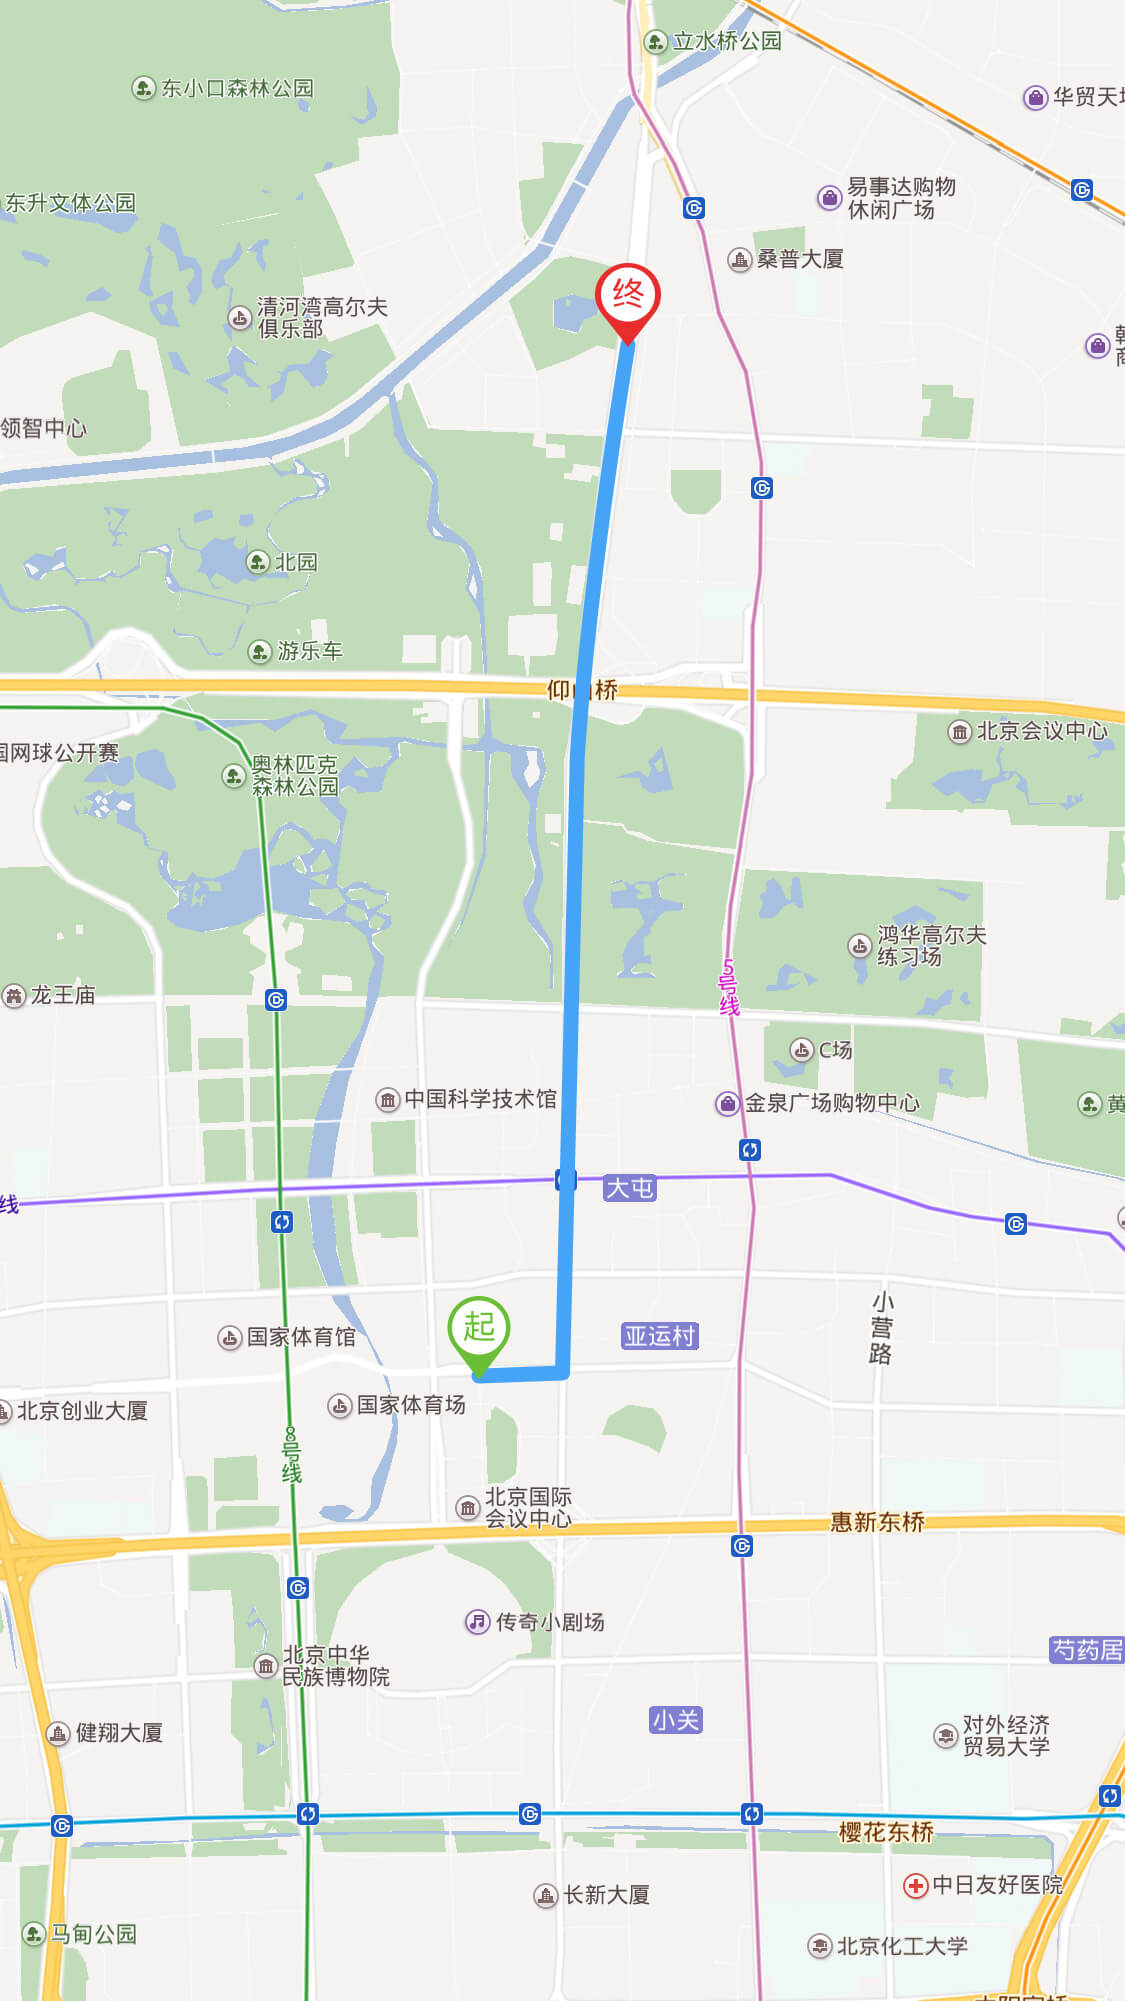 立水桥公园
东小口森林公园
易事达购物
休闲广场
东升文体公园
桑普大厦
终
清河湾高尔夫
俱乐部
领智中心
北园
游乐车
北京会议中心
奥林匹克
森林公园
鸿华高尔夫
练习场
5号线
龙王庙
C场
中国科学技术馆
金泉广场购物中心
黄
大屯
线
小营路
起
亚运村
国家体育馆
国家体育场
北京创业大厦
8号线
北京国际
会议中心
惠新东桥
传奇小剧场
芍药居
北京中华
民族博物院
小关
对外经济
贸易大学
健翔大厦
樱花东桥
中日友好医院
长新大厦
马甸公园
北京化工大学